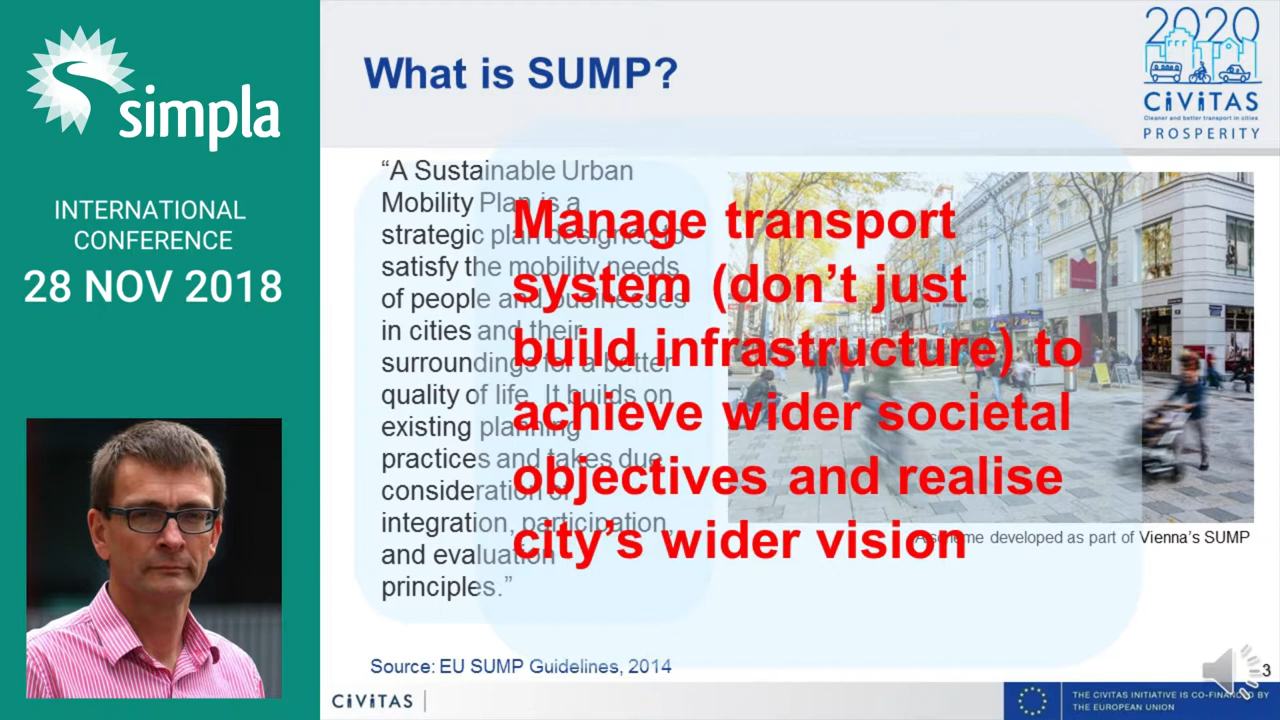 simpla
INTERNATIONAL
CONFERENCE
28 NOV 2018
What is SUMP?
2020
CiViTAS
Cleaner and better transport in cities
PROSPERITY
“A Sustainable Urban
Mobility Plan is a
strategic plan designed to
satisfy the mobility needs
of people and businesses
in cities and their
surroundings for a better
quality of life. It builds on
existing planning
practices and takes due
consideration of
integration, participation,
and evaluation
principles.”
Manage transport
system (don’t just
build infrastructure) to
achieve wider societal
objectives and realise
city’s wider vision
A scheme developed as part of Vienna’s SUMP
Source: EU SUMP Guidelines, 2014
3
CiViTAS
THE CIVITAS INITIATIVE IS CO-FINANCED BY
THE EUROPEAN UNION